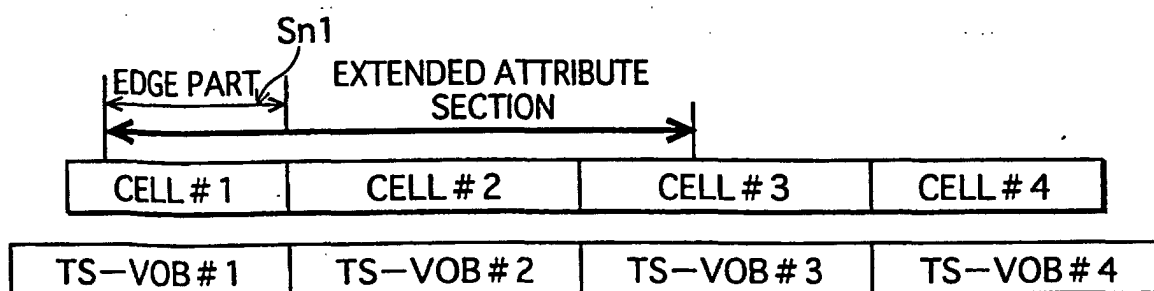 Sn1
EDGE PART
EXTENDED ATTRIBUTE
SECTION
CELL#1 CELL#2 CELL#3 CELL#4
TS-VOB#1 TS-VOB#2 TS-VOB#3 TS-VOB#4